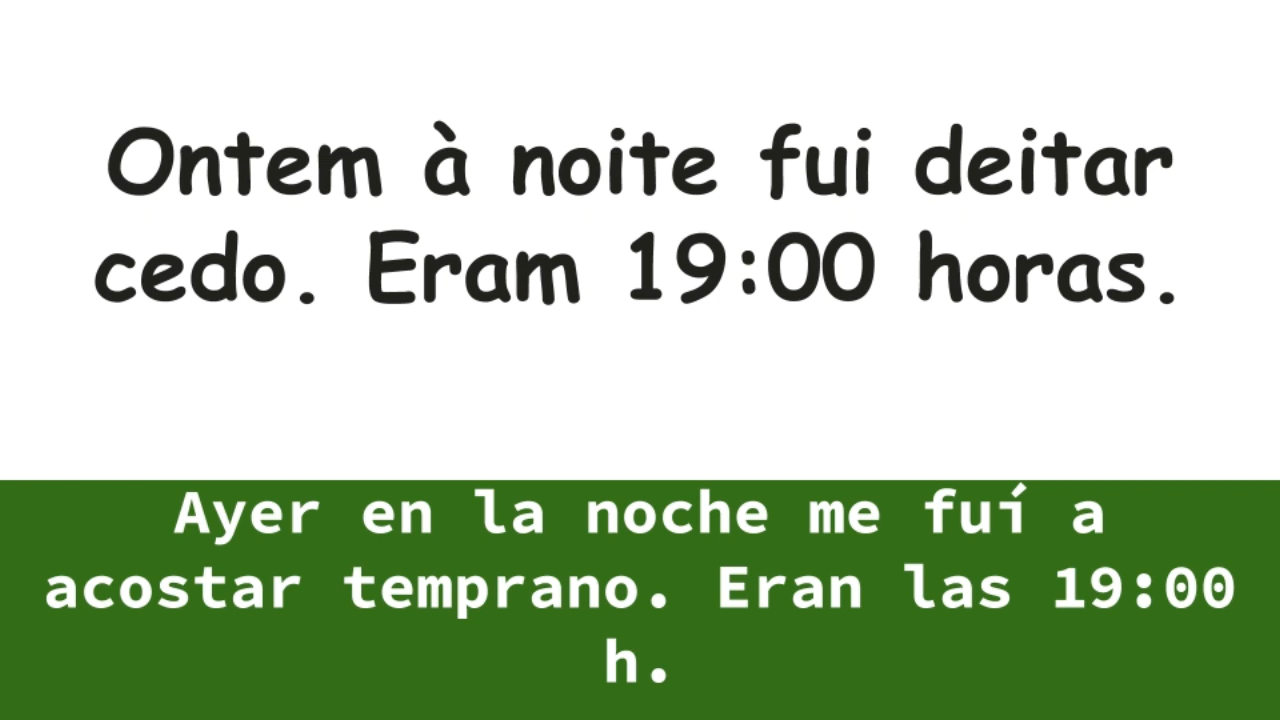 Ontem à noite fui deitar
cedo. Eram 19:00 horas.
Ayer en la noche me fuí a
acostar temprano. Eran las 19:00
h.